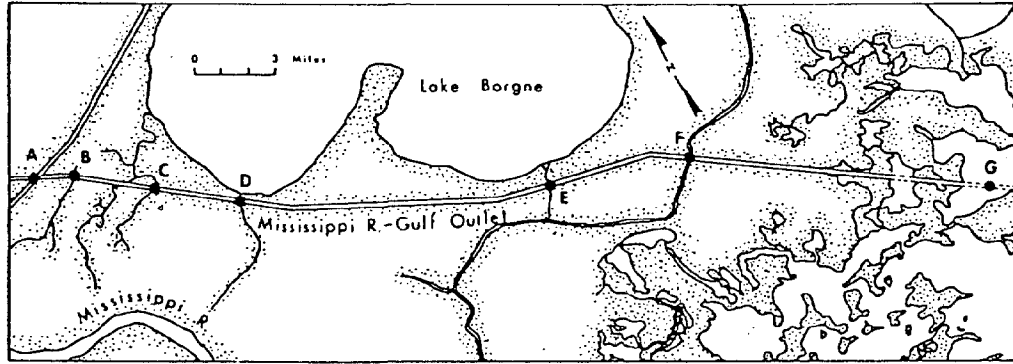 0 3 Miles
Lake Borgne
N
A
B
C
D
E
F
G
Mississippi R.-Gulf Outlet
Mississippi R.